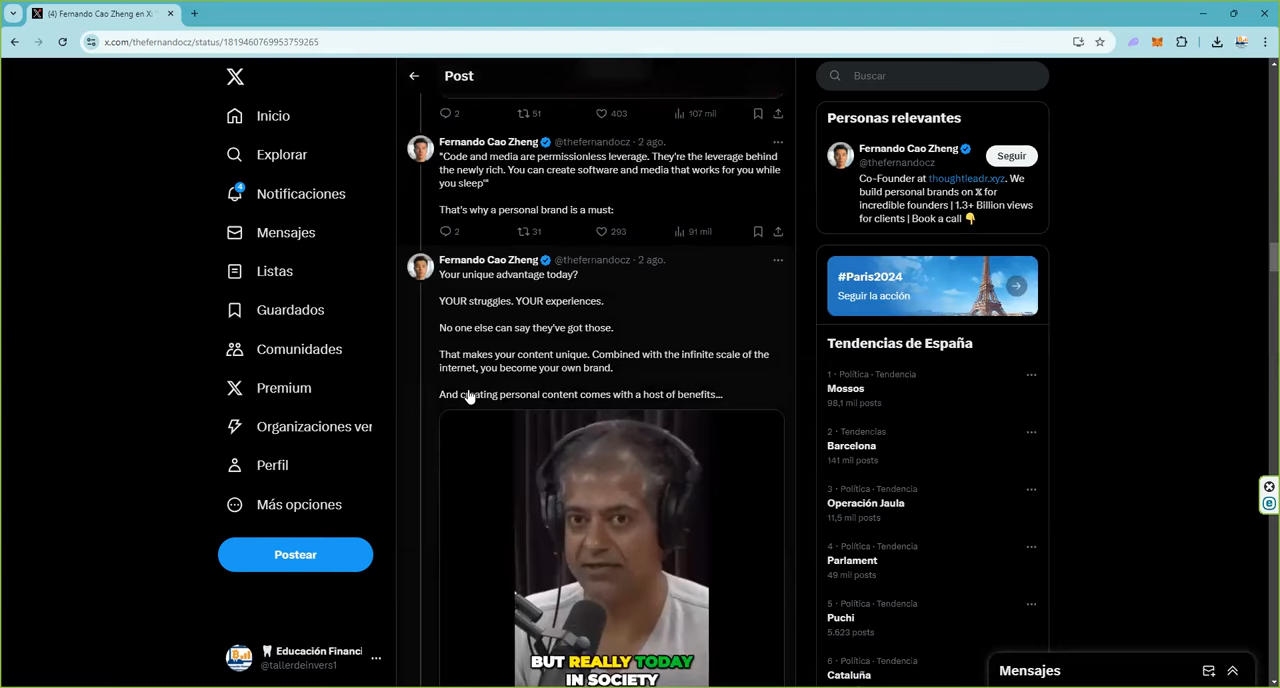 (4) Fernando Cao Zheng en X: "
x.com/thefernandocz/status/1819460769953759265
Inicio
Explorar
4
Notificaciones
Mensajes
Listas
Guardados
Comunidades
Premium
Organizaciones ver
Perfil
Más opciones
Postear
Educación Financi
@tallerdeinvers1
Post
2 51 403 107 mil
Fernando Cao Zheng @thefernandocz · 2 ago.
"Code and media are permissionless leverage. They're the leverage behind
the newly rich. You can create software and media that works for you while
you sleep'"
That's why a personal brand is a must:
2 31 293 91 mil
Fernando Cao Zheng @thefernandocz · 2 ago.
Your unique advantage today?
YOUR struggles. YOUR experiences.
No one else can say they've got those.
That makes your content unique. Combined with the infinite scale of the
internet, you become your own brand.
And creating personal content comes with a host of benefits...
BUT REALLY TODAY
IN SOCIETY
Buscar
Personas relevantes
Fernando Cao Zheng
@thefernandocz
Seguir
Co-Founder at thoughtleadr.xyz. We
build personal brands on 𝕏 for
incredible founders | 1.3+ Billion views
for clients | Book a call 👇
#Paris2024
Seguir la acción
Tendencias de España
1 · Política · Tendencia
Mossos
98,1 mil posts
2 · Tendencias
Barcelona
141 mil posts
3 · Política · Tendencia
Operación Jaula
11,5 mil posts
4 · Política · Tendencia
Parlament
49 mil posts
5 · Política · Tendencia
Puchi
5.623 posts
6 · Política · Tendencia
Cataluña
Mensajes